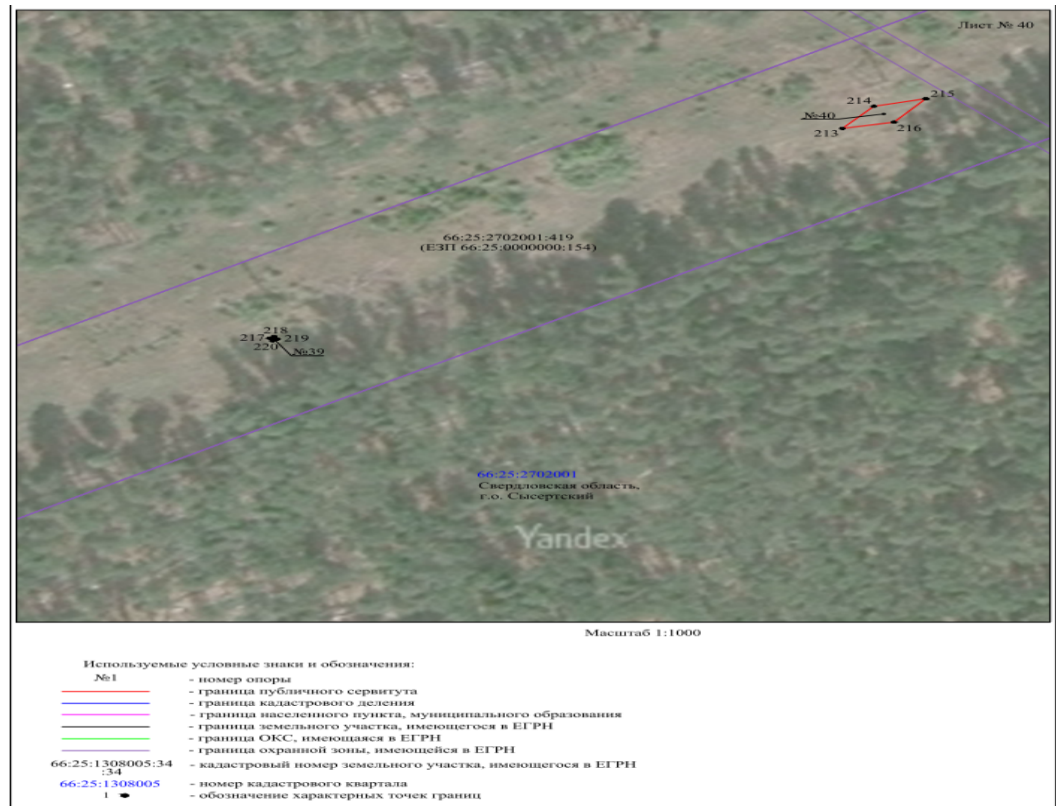 Лист № 40
215
214
№40
213
216
66:25:2702001:419
(ЕЗП 66:25:0000000:154)
218
217
219
220
№39
66:25:2702001
Свердловская область,
г.о. Сысертский
Yandex
Масштаб 1:1000
Используемые условные знаки и обозначения:
№1 - номер опоры
- граница публичного сервитута
- граница кадастрового деления
- граница населенного пункта, муниципального образования
- граница земельного участка, имеющегося в ЕГРН
- граница ОКС, имеющаяся в ЕГРН
- граница охранной зоны, имеющейся в ЕГРН
66:25:1308005:34 - кадастровый номер земельного участка, имеющегося в ЕГРН
:34
66:25:1308005 - номер кадастрового квартала
1 - обозначение характерных точек границ